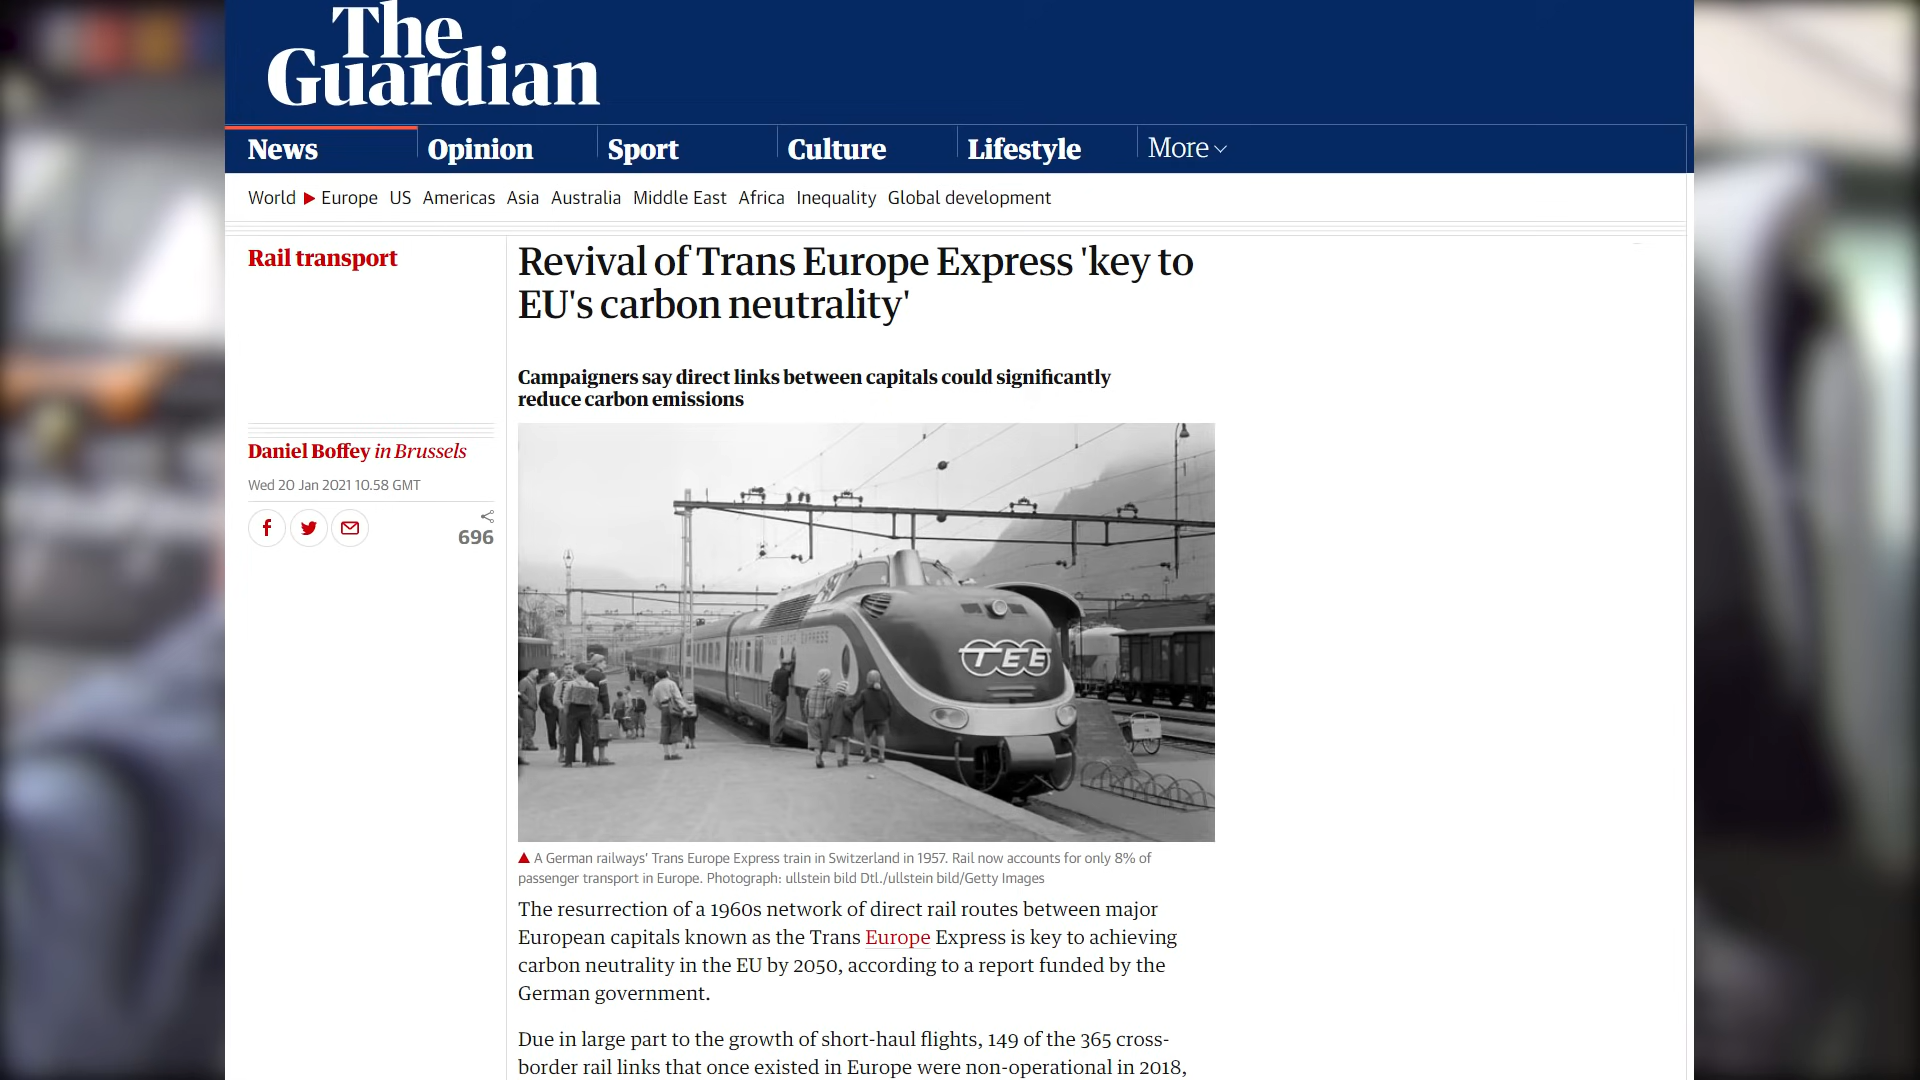 The
Guardian
News
Opinion
Sport
Culture
Lifestyle
More
World
Europe
US
Americas
Asia
Australia
Middle East
Africa
Inequality
Global development
Rail transport
Revival of Trans Europe Express 'key to
EU's carbon neutrality'
Campaigners say direct links between capitals could significantly
reduce carbon emissions
Daniel Boffey in Brussels
Wed 20 Jan 2021 10.58 GMT
696
EUROP EXPRESS
TEE
A German railways' Trans Europe Express train in Switzerland in 1957. Rail now accounts for only 8% of
passenger transport in Europe. Photograph: ullstein bild Dtl./ullstein bild/Getty Images
The resurrection of a 1960s network of direct rail routes between major
European capitals known as the Trans Europe Express is key to achieving
carbon neutrality in the EU by 2050, according to a report funded by the
German government.
Due in large part to the growth of short-haul flights, 149 of the 365 cross-
border rail links that once existed in Europe were non-operational in 2018,